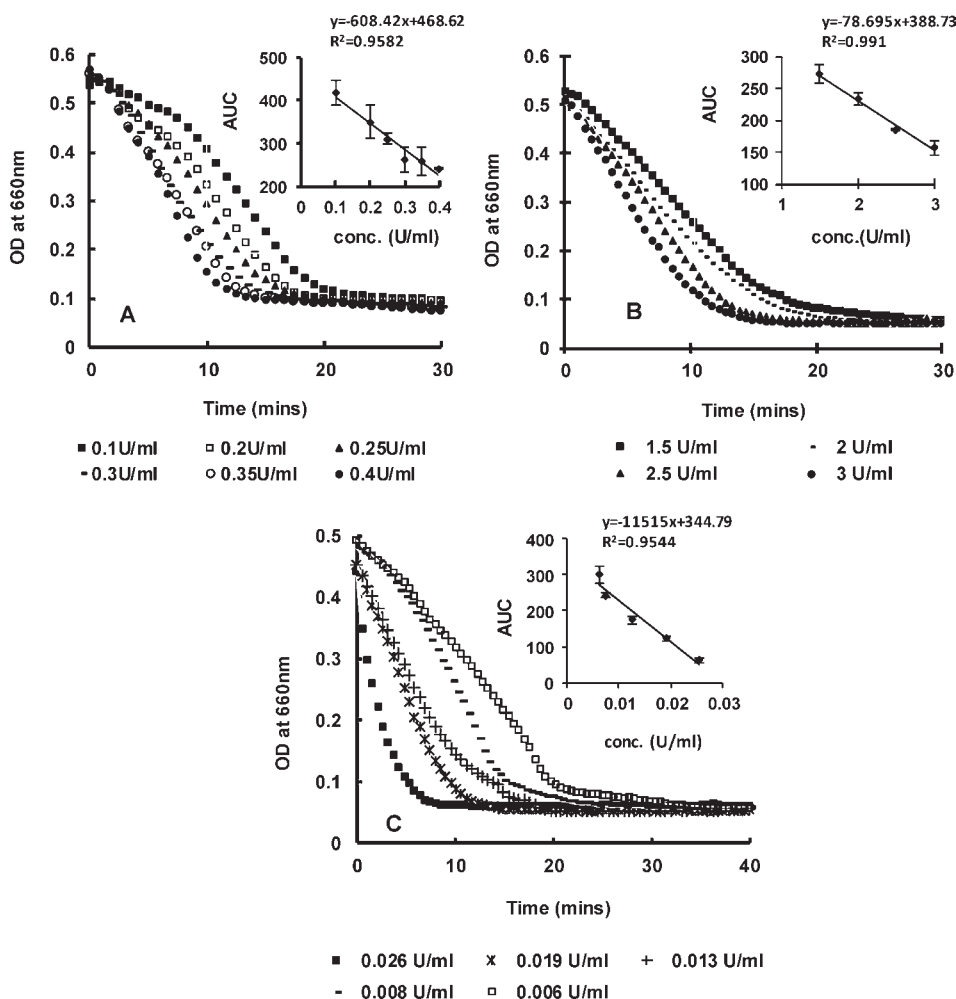 y=-608.42x+468.62
R²=0.9582
y=-78.695x+388.73
R²=0.991
0.6
0.5
0.4
0.3
0.2
0.1
0
OD at 660nm
500
400
300
200
AUC
0.0 0.1 0.2 0.3 0.4
conc. (U/ml)
A
0 10 20 30
Time (mins)
■ 0.1U/ml □ 0.2U/ml ▲ 0.25U/ml
- 0.3U/ml ○ 0.35U/ml ● 0.4U/ml
0.6
0.5
0.4
0.3
0.2
0.1
0
OD at 660nm
300
250
200
150
100
AUC
1 2 3
conc.(U/ml)
B
0 10 20 30
Time (mins)
■ 1.5 U/ml - 2 U/ml
▲ 2.5 U/ml ● 3 U/ml
y=-11515x+344.79
R²=0.9544
0.5
0.4
0.3
0.2
0.1
0
OD at 660nm
400
300
200
100
0
AUC
0 0.01 0.02 0.03
conc. (U/ml)
C
0 10 20 30 40
Time (mins)
■ 0.026 U/ml ж 0.019 U/ml + 0.013 U/ml
- 0.008 U/ml □ 0.006 U/ml